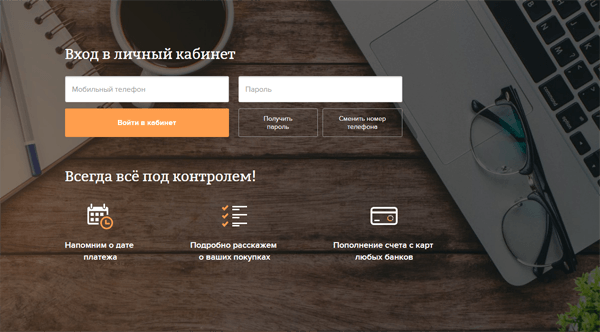 Вход в личный кабинет
Мобильный телефон
Пароль
Войти в кабинет
Получить
пароль
Сменить номер
телефона
Всегда всё под контролем!
Напомним о дате
платежа
Подробно расскажем
о ваших покупках
Пополнение счета с карт
любых банков